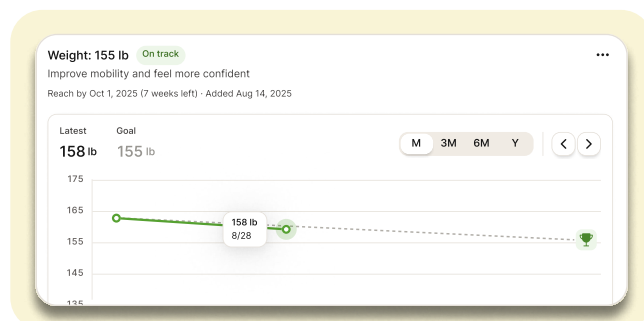 Weight: 155 lb On track
Improve mobility and feel more confident
Reach by Oct 1, 2025 (7 weeks left) · Added Aug 14, 2025
Latest Goal
158 lb 155 lb
M 3M 6M Y
175
165
158 lb
8/28
155
145
135